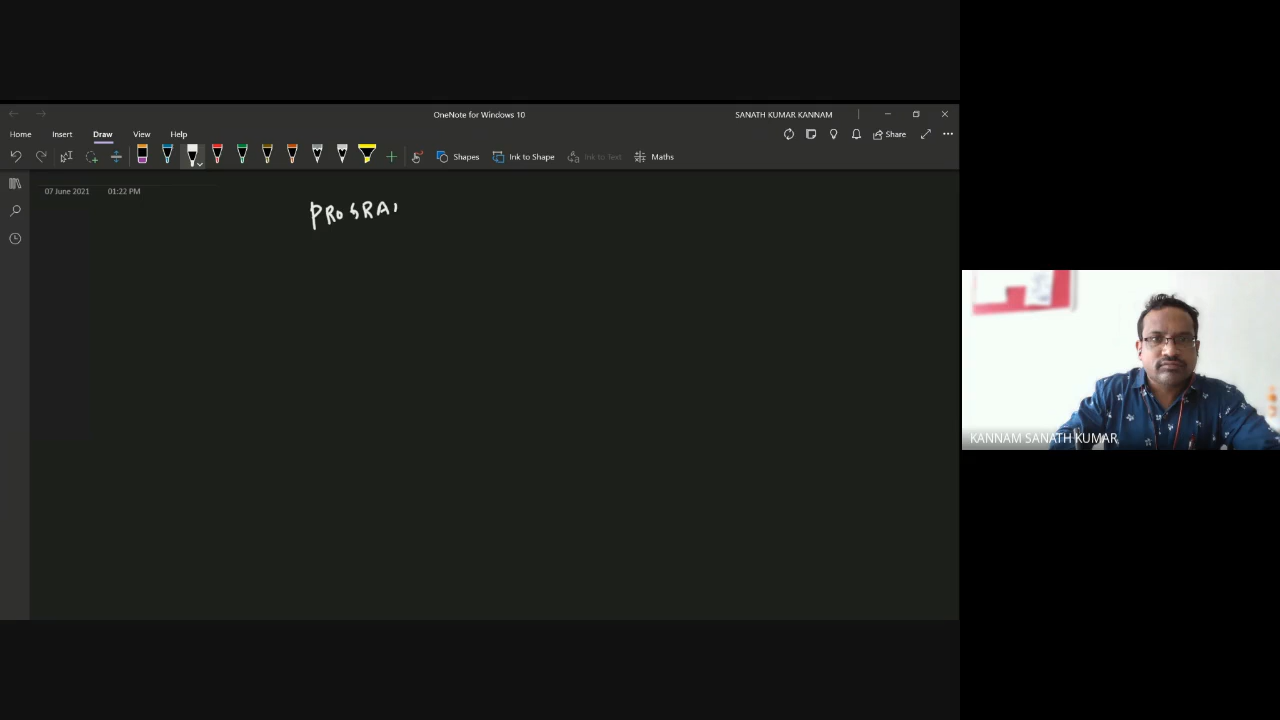 OneNote for Windows 10
SANATH KUMAR KANNAM
Home Insert Draw View Help
Share
Shapes Ink to Shape Ink to Text Maths
07 June 2021 01:22 PM
PROGRA
KANNAM SANATH KUMAR